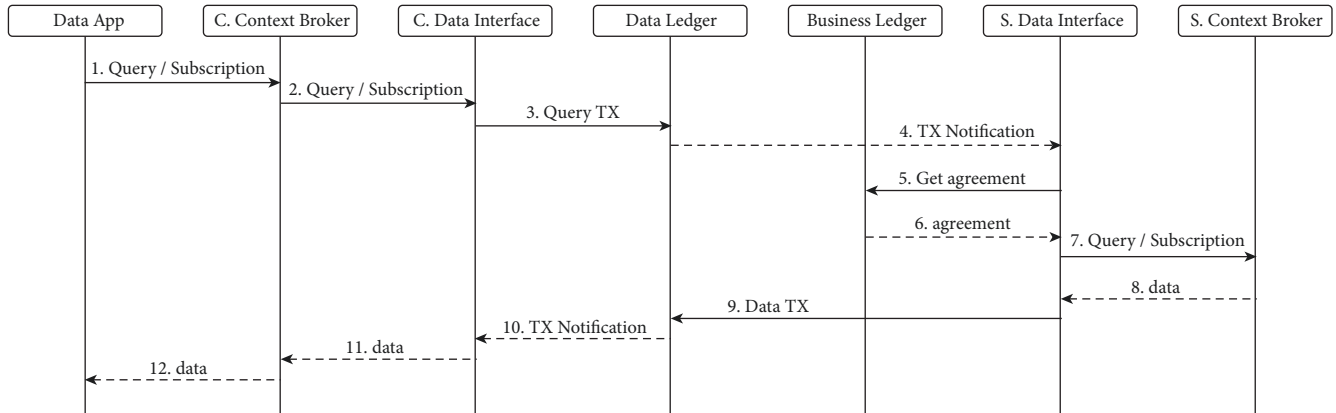 Data App
C. Context Broker
C. Data Interface
Data Ledger
Business Ledger
S. Data Interface
S. Context Broker
1. Query / Subscription
2. Query / Subscription
3. Query TX
4. TX Notification
5. Get agreement
6. agreement
7. Query / Subscription
8. data
9. Data TX
10. TX Notification
11. data
12. data